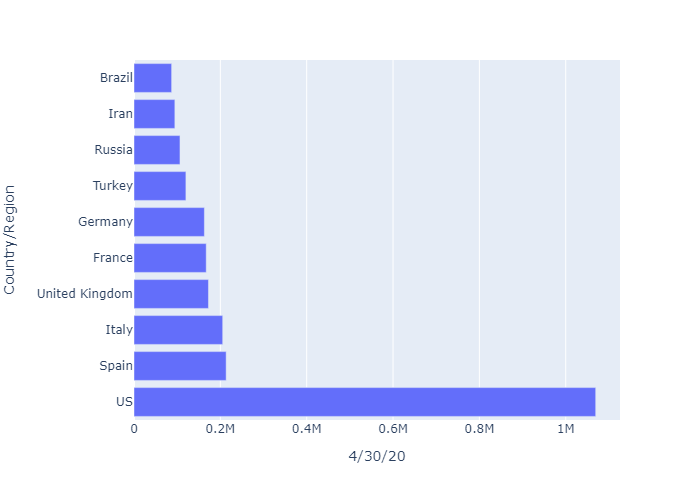 Country/Region
Brazil
Iran
Russia
Turkey
Germany
France
United Kingdom
Italy
Spain
US
0 0.2M 0.4M 0.6M 0.8M 1M
4/30/20